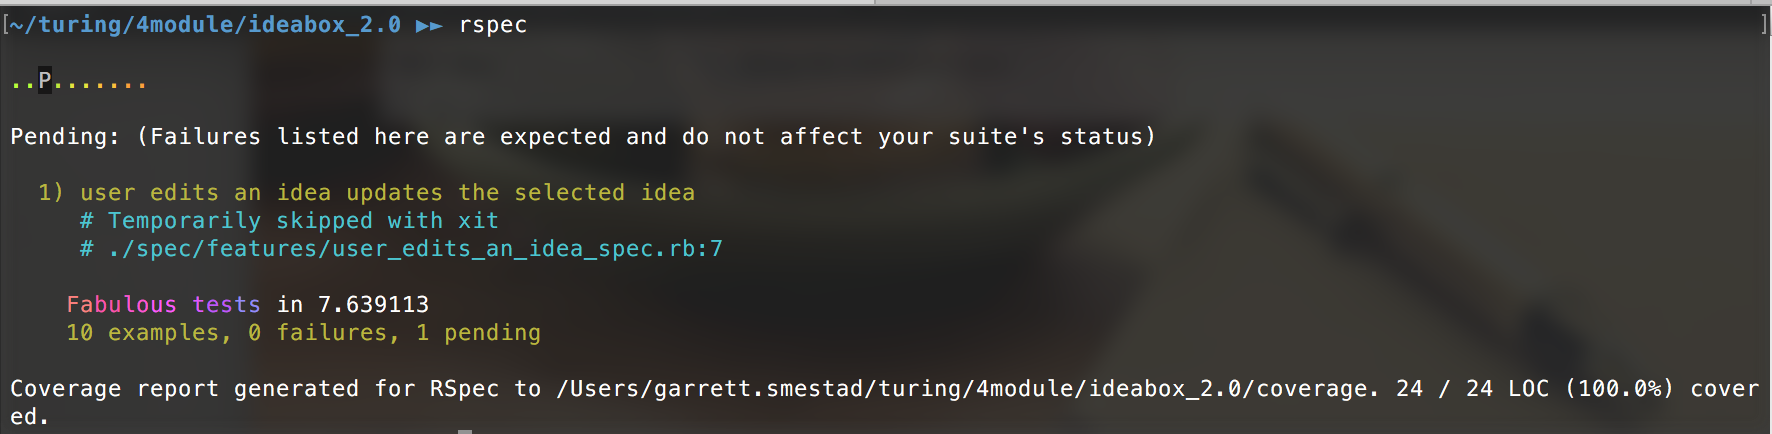 [~/turing/4module/ideabox_2.0 ▶▶ rspec ]
..P.......
Pending: (Failures listed here are expected and do not affect your suite's status)
1) user edits an idea updates the selected idea
# Temporarily skipped with xit
# ./spec/features/user_edits_an_idea_spec.rb:7
Fabulous tests in 7.639113
10 examples, 0 failures, 1 pending
Coverage report generated for RSpec to /Users/garrett.smestad/turing/4module/ideabox_2.0/coverage. 24 / 24 LOC (100.0%) cover
ed.